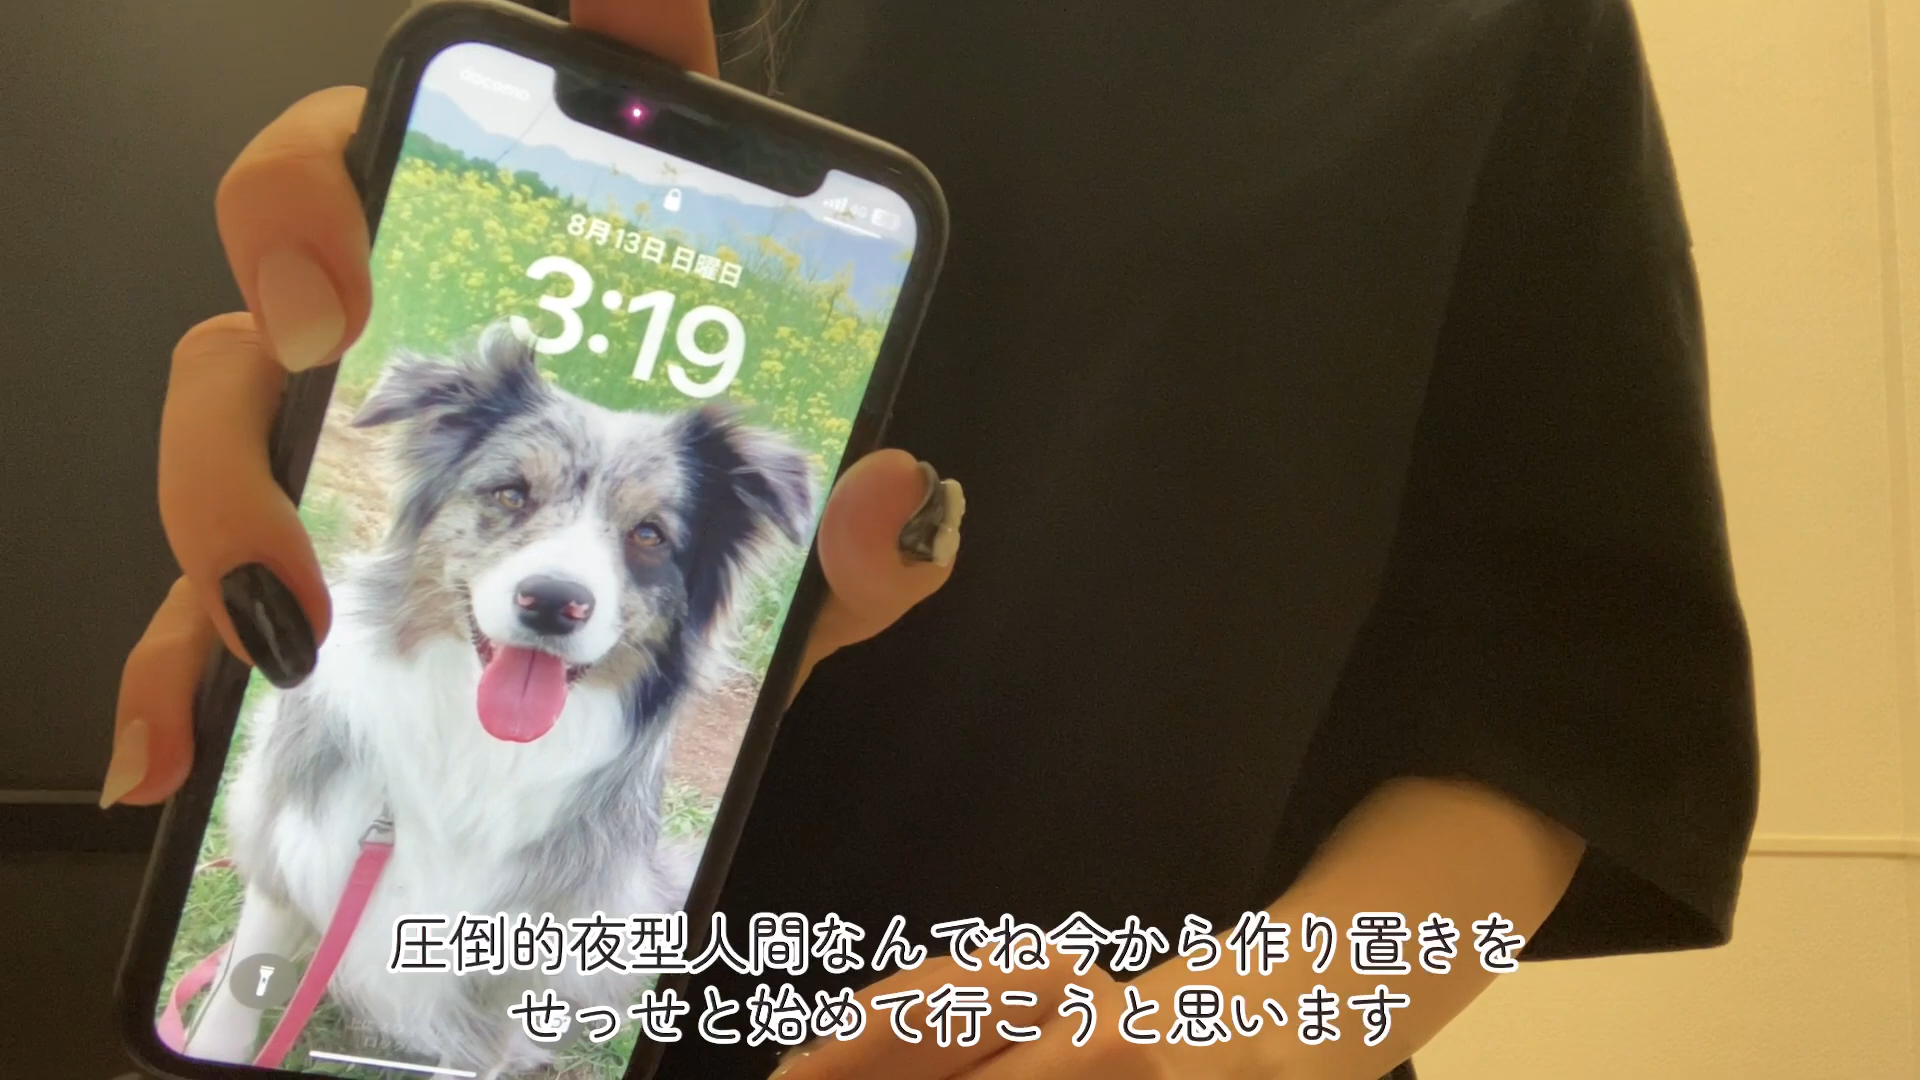 docomo
4G
8月13日 日曜日
3:19
圧倒的夜型人間なんでね今から作り置きを
せっせと始めて行こうと思います